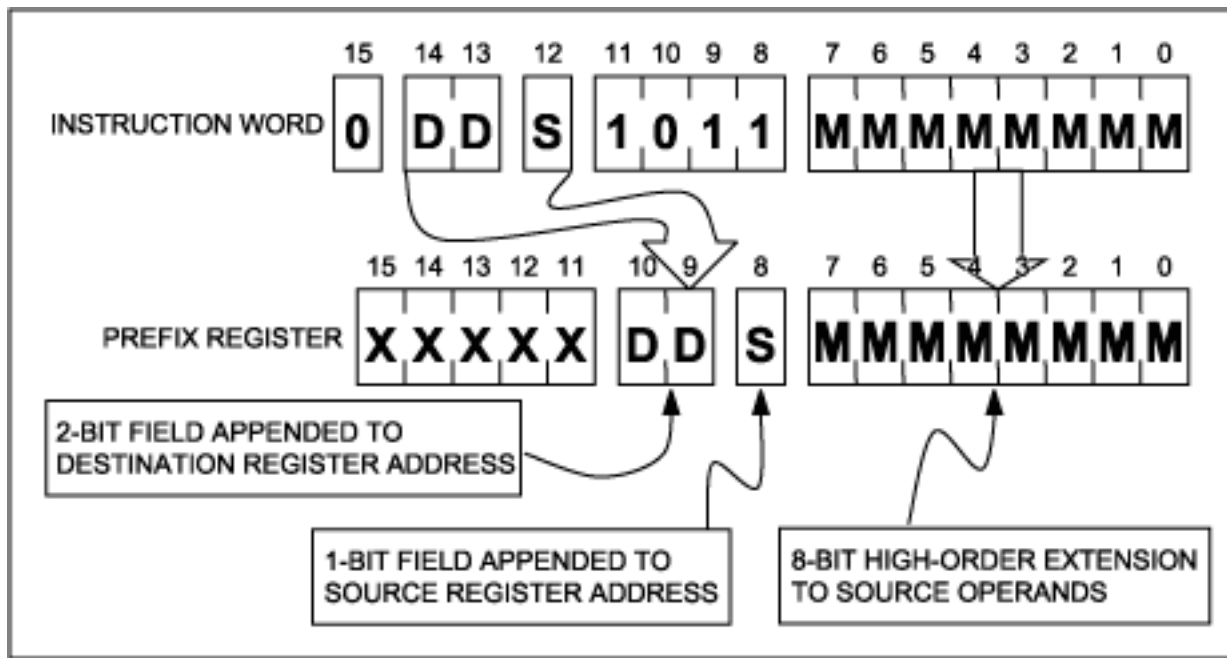 15 14 13 12 11 10 9 8 7 6 5 4 3 2 1 0
INSTRUCTION WORD 0 D D S 1 0 1 1 M M M M M M M M
15 14 13 12 11 10 9 8 7 6 5 4 3 2 1 0
PREFIX REGISTER X X X X X D D S M M M M M M M M
2-BIT FIELD APPENDED TO
DESTINATION REGISTER ADDRESS
1-BIT FIELD APPENDED TO
SOURCE REGISTER ADDRESS
8-BIT HIGH-ORDER EXTENSION
TO SOURCE OPERANDS